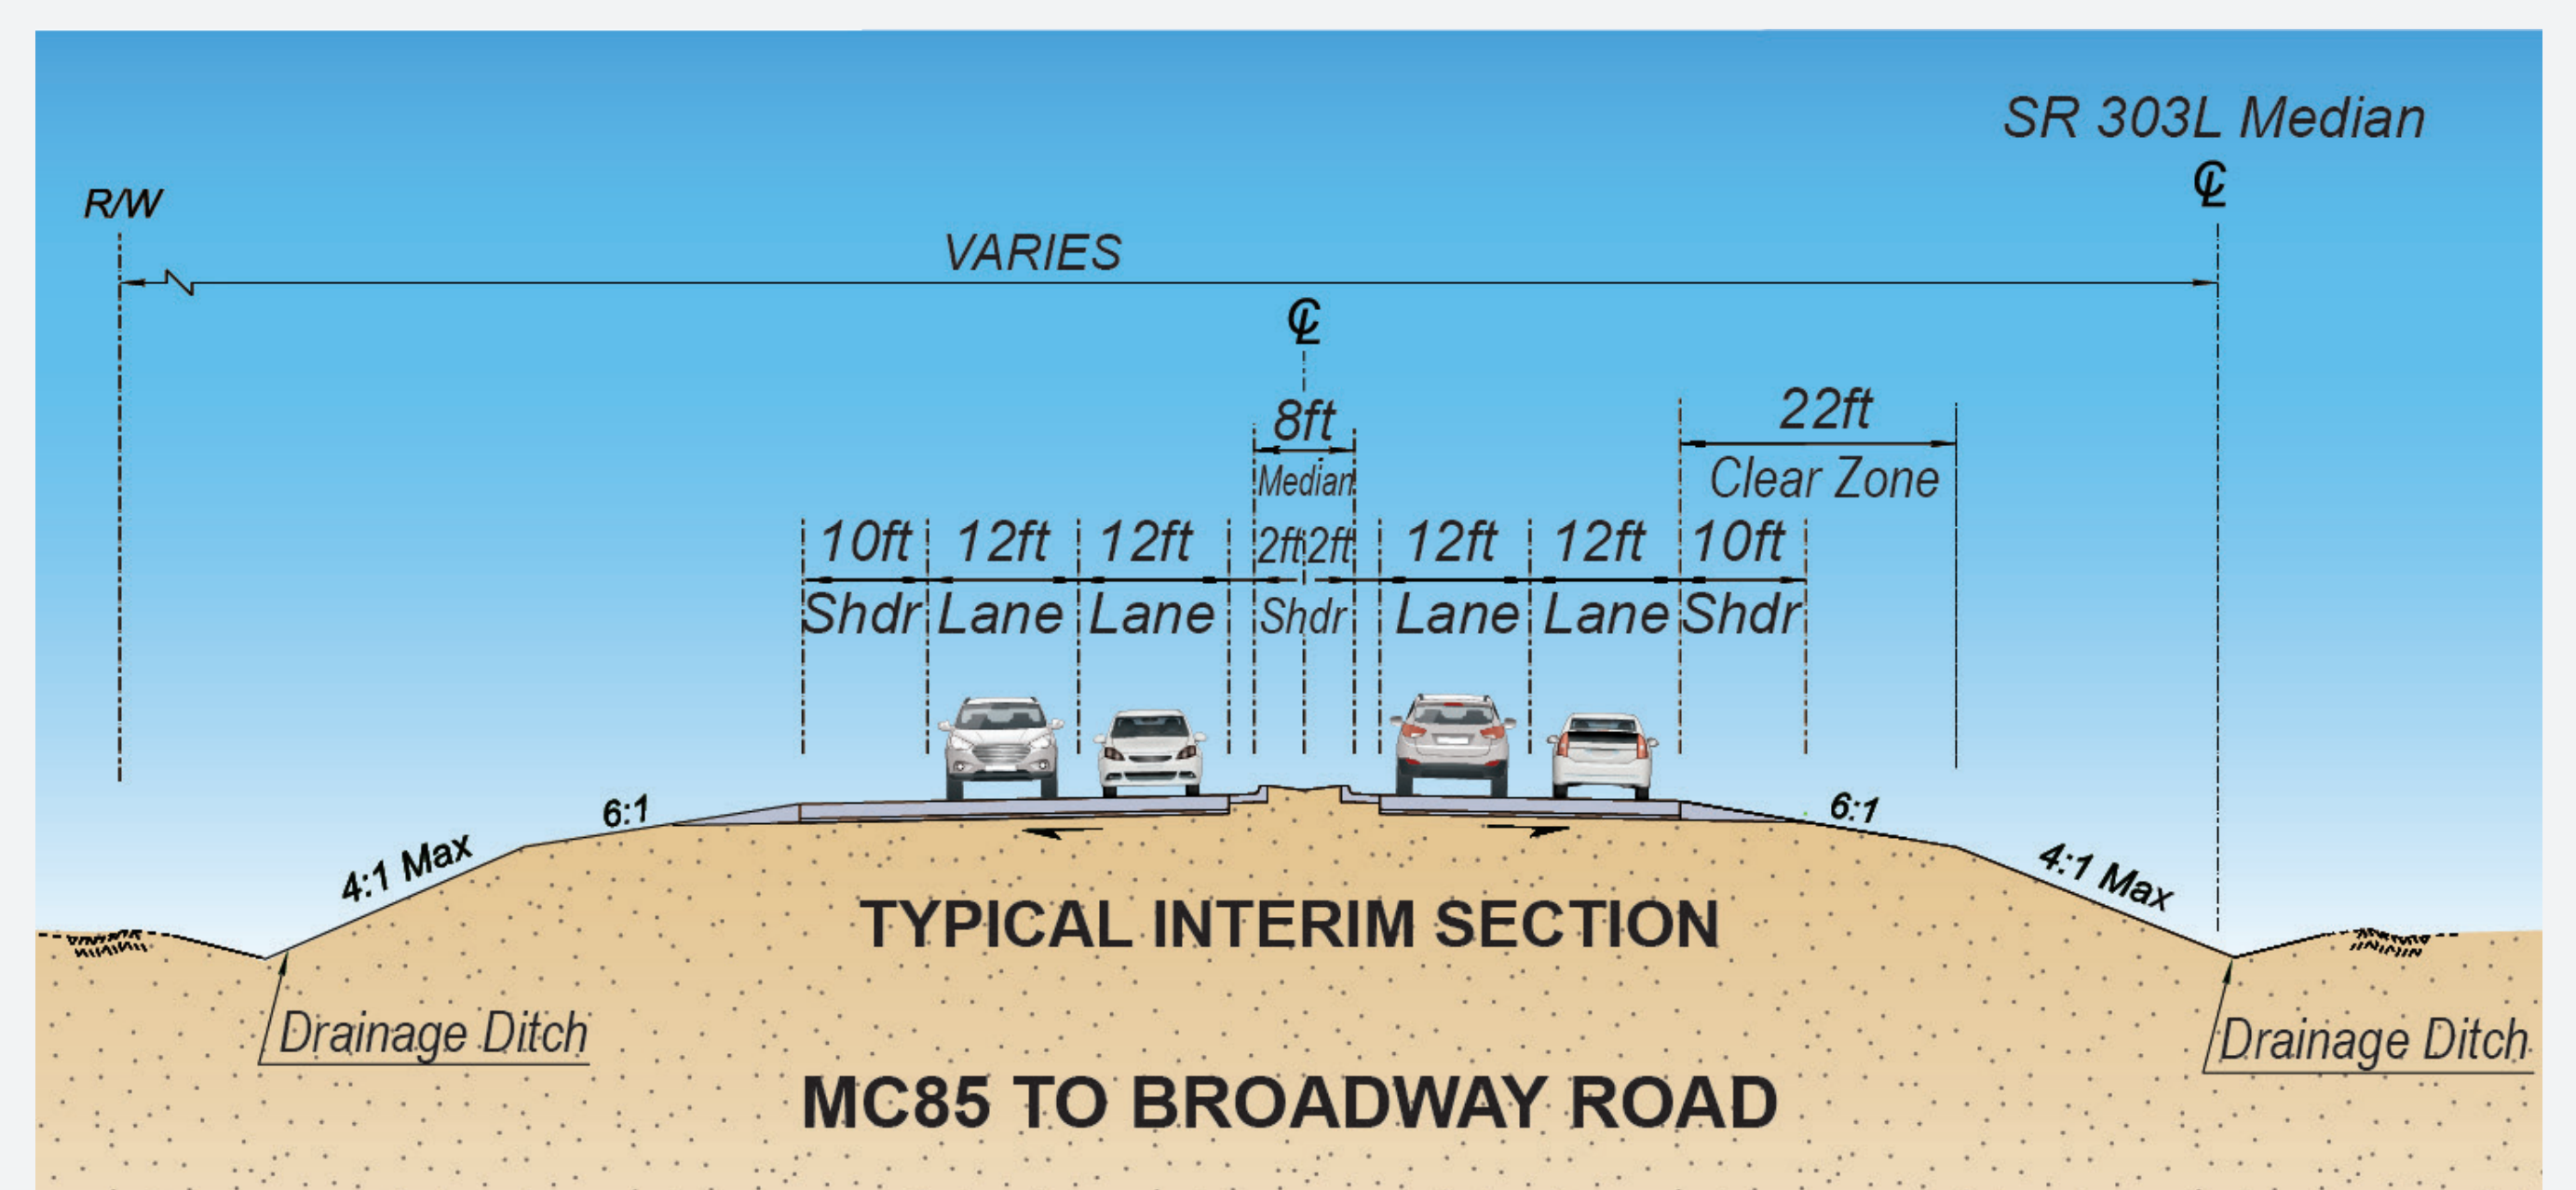 SR 303L Median
℄
R/W
VARIES
℄
8ft
Median
22ft
Clear Zone
10ft 12ft 12ft 2ft 2ft 12ft 12ft 10ft
Shdr Lane Lane Shdr Lane Lane Shdr
6:1
6:1
4:1 Max
4:1 Max
TYPICAL INTERIM SECTION
Drainage Ditch
Drainage Ditch
MC85 TO BROADWAY ROAD